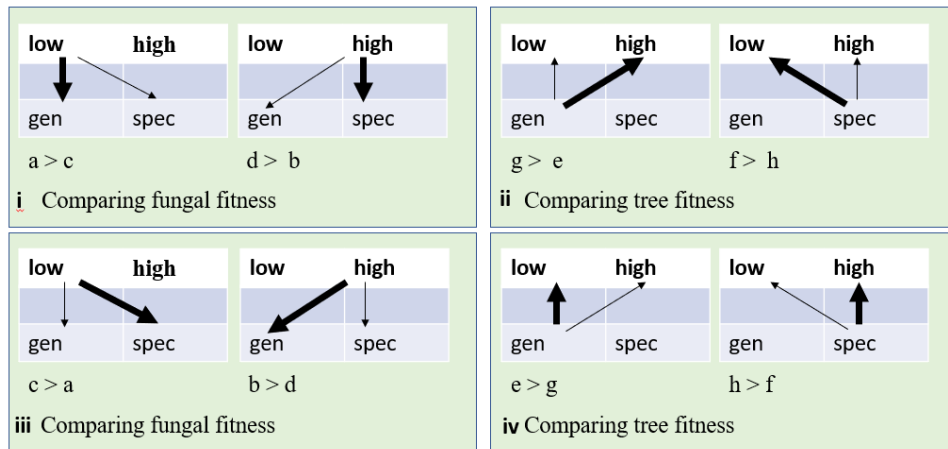 low high
gen spec
a > c
low high
gen spec
d > b
i Comparing fungal fitness
low high
gen spec
g > e
low high
gen spec
f > h
ii Comparing tree fitness
low high
gen spec
c > a
low high
gen spec
b > d
iii Comparing fungal fitness
low high
gen spec
e > g
low high
gen spec
h > f
iv Comparing tree fitness